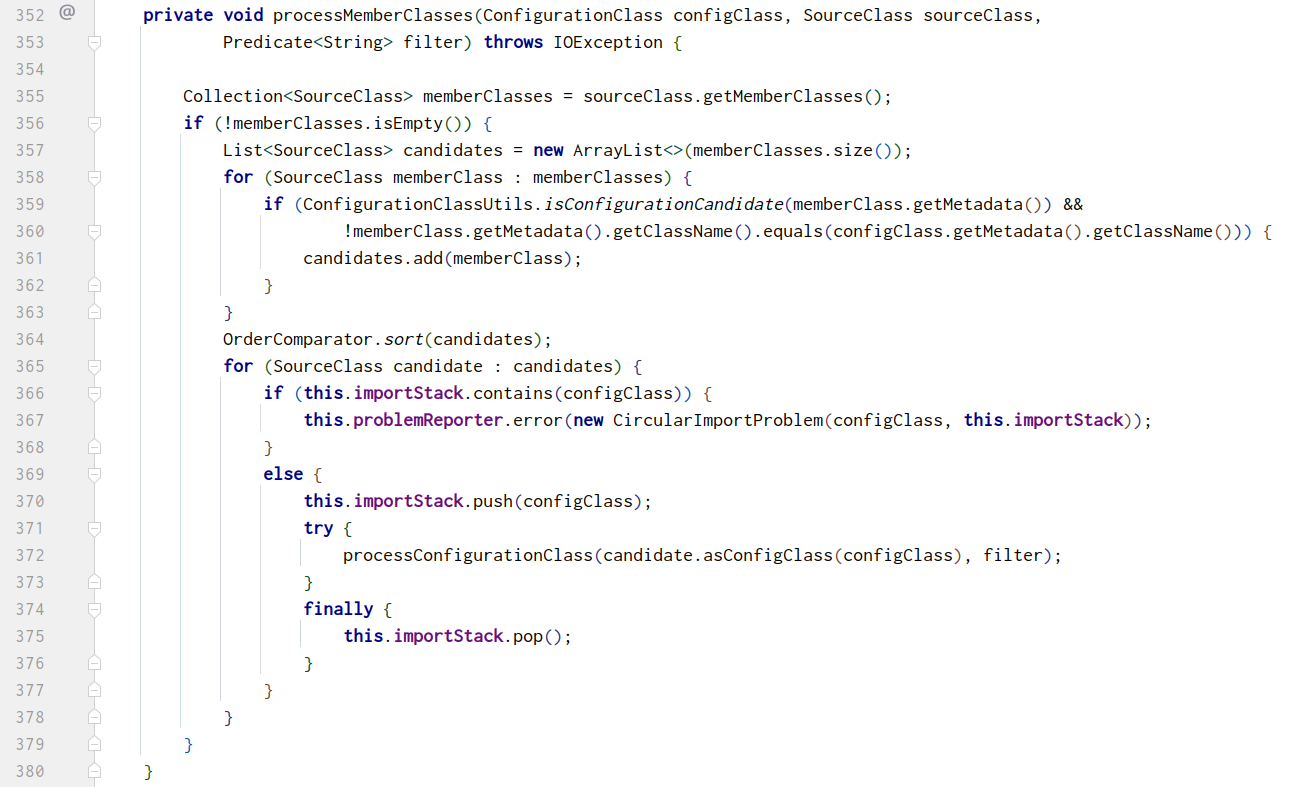 352 @ private void processMemberClasses(ConfigurationClass configClass, SourceClass sourceClass,
353 Predicate<String> filter) throws IOException {
354
355 Collection<SourceClass> memberClasses = sourceClass.getMemberClasses();
356 if (!memberClasses.isEmpty()) {
357 List<SourceClass> candidates = new ArrayList<>(memberClasses.size());
358 for (SourceClass memberClass : memberClasses) {
359 if (ConfigurationClassUtils.isConfigurationCandidate(memberClass.getMetadata()) &&
360 !memberClass.getMetadata().getClassName().equals(configClass.getMetadata().getClassName())) {
361 candidates.add(memberClass);
362 }
363 }
364 OrderComparator.sort(candidates);
365 for (SourceClass candidate : candidates) {
366 if (this.importStack.contains(configClass)) {
367 this.problemReporter.error(new CircularImportProblem(configClass, this.importStack));
368 }
369 else {
370 this.importStack.push(configClass);
371 try {
372 processConfigurationClass(candidate.asConfigClass(configClass), filter);
373 }
374 finally {
375 this.importStack.pop();
376 }
377 }
378 }
379 }
380 }